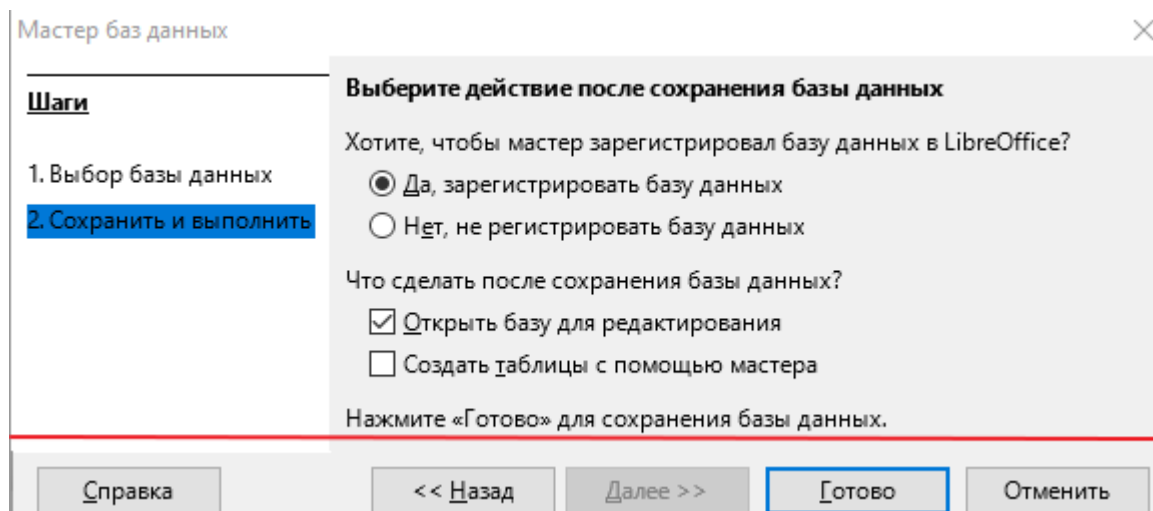 Мастер баз данных
Шаги
1. Выбор базы данных
2. Сохранить и выполнить
Выберите действие после сохранения базы данных
Хотите, чтобы мастер зарегистрировал базу данных в LibreOffice?
Да, зарегистрировать базу данных
Нет, не регистрировать базу данных
Что сделать после сохранения базы данных?
Открыть базу для редактирования
Создать таблицы с помощью мастера
Нажмите «Готово» для сохранения базы данных.
Справка
<< Назад
Далее >>
Готово
Отменить